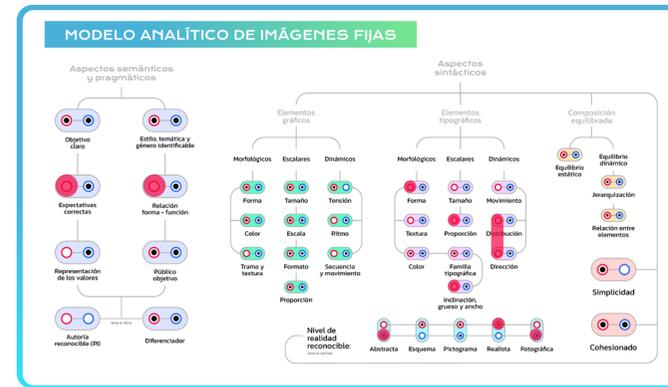 MODELO ANALÍTICO DE IMÁGENES FIJAS
Aspectos semánticos
y pragmáticos
Objetivo
claro
Estilo, temática y
género identificable
Expectativas
correctas
Relación
forma - función
Representación
de los valores
Público
objetivo
Autoría
reconocible (PI)
una u otra
Diferenciador
Aspectos
sintácticos
Elementos
gráficos
Morfológicos
Escalares
Dinámicos
Forma
Tamaño
Tensión
Color
Escala
Ritmo
Trama y
textura
Formato
Secuencia
y movimiento
Proporción
Elementos
tipográficos
Morfológicos
Escalares
Dinámicos
Forma
Tamaño
Movimiento
Textura
Proporción
Distribución
Color
Familia
tipográfica
Dirección
Inclinación,
grueso y ancho
Composición
equilibrada
Equilibrio
estático
Equilibrio
dinámico
Jerarquización
Relación entre
elementos
Simplicidad
Cohesionado
Nivel de
realidad
reconocible:
una o varias
Abstracta
Esquema
Pictograma
Realista
Fotográfica